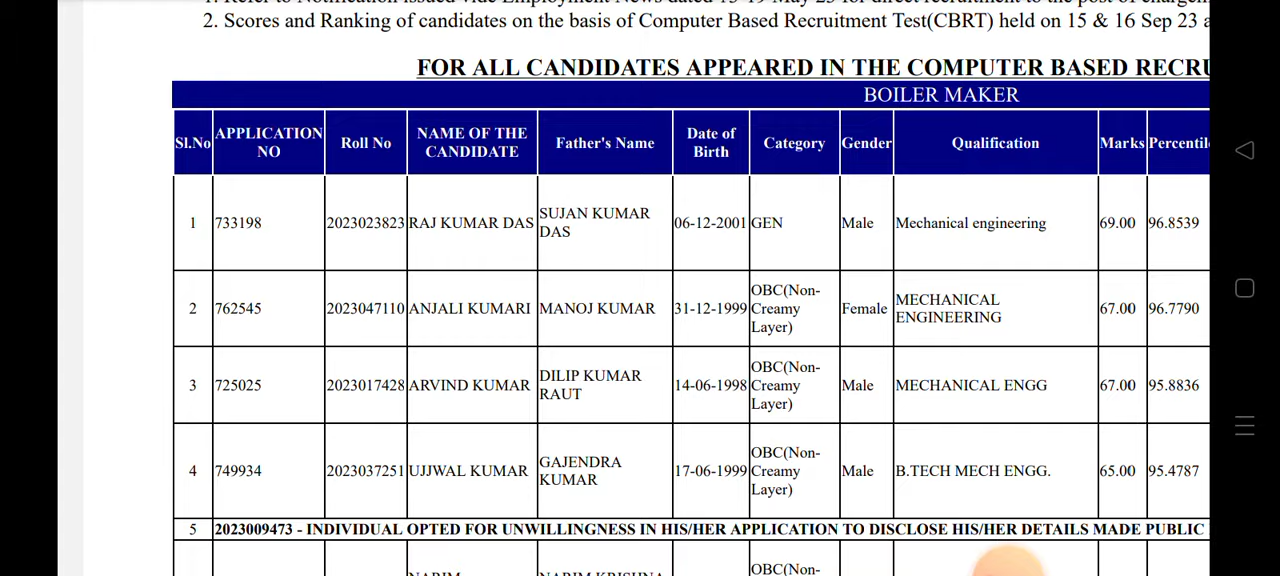 2. Scores and Ranking of candidates on the basis of Computer Based Recruitment Test(CBRT) held on 15 & 16 Sep 23
FOR ALL CANDIDATES APPEARED IN THE COMPUTER BASED
BOILER MAKER
Sl.No APPLICATION NO Roll No NAME OF THE CANDIDATE Father's Name Date of Birth Category Gender Qualification Marks
1 733198 2023023823 RAJ KUMAR DAS SUJAN KUMAR DAS 06-12-2001 GEN Male Mechanical engineering 69.00 96.8539
2 762545 2023047110 ANJALI KUMARI MANOJ KUMAR 31-12-1999 OBC(Non-Creamy Layer) Female MECHANICAL ENGINEERING 67.00 96.7790
3 725025 2023017428 ARVIND KUMAR DILIP KUMAR RAUT 14-06-1998 OBC(Non-Creamy Layer) Male MECHANICAL ENGG 67.00 95.8836
4 749934 2023037251 UJJWAL KUMAR GAJENDRA KUMAR 17-06-1999 OBC(Non-Creamy Layer) Male B.TECH MECH ENGG. 65.00 95.4787
5 2023009473 - INDIVIDUAL OPTED FOR UNWILLINGNESS IN HIS/HER APPLICATION TO DISCLOSE HIS/HER DETAILS MADE PUBLIC
OBC(Non-